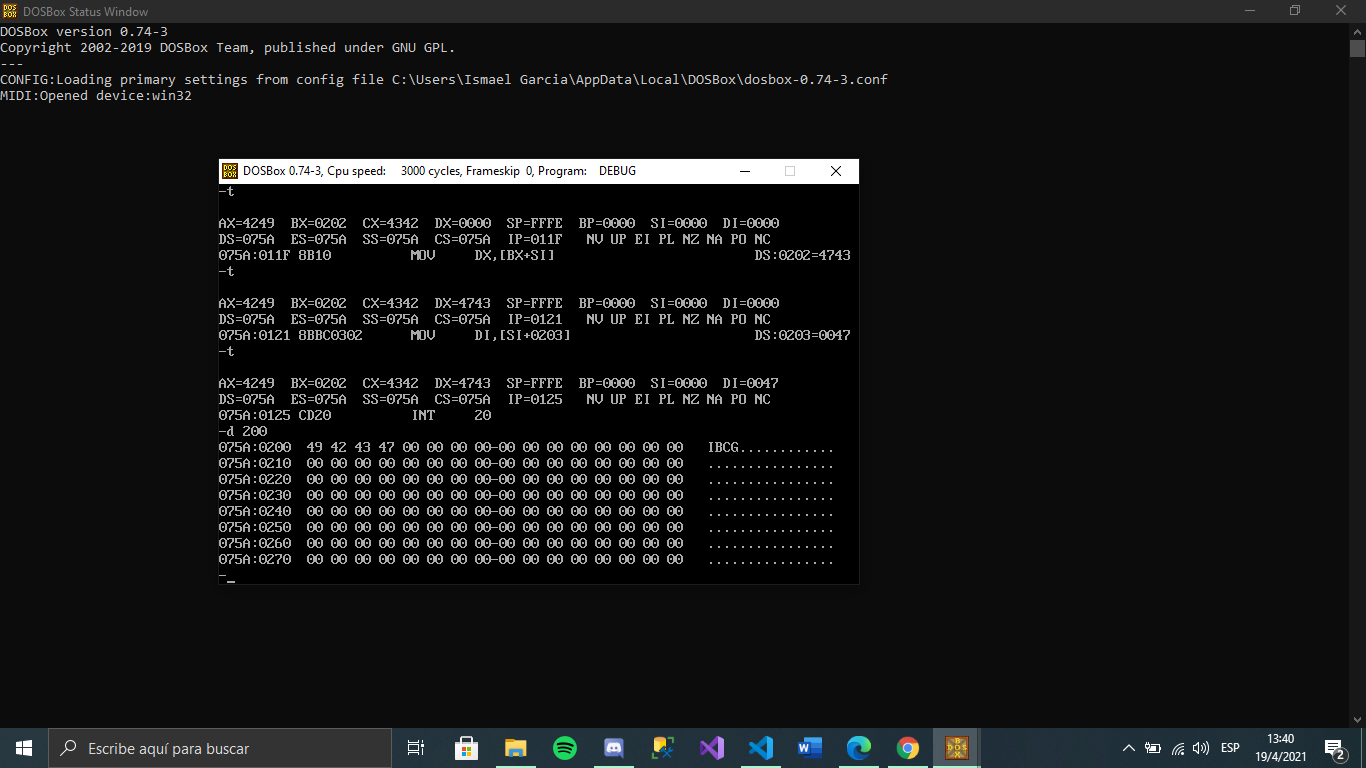 DOSBox Status Window
DOSBox version 0.74-3
Copyright 2002-2019 DOSBox Team, published under GNU GPL.
---
CONFIG:Loading primary settings from config file C:\Users\Ismael Garcia\AppData\Local\DOSBox\dosbox-0.74-3.conf
MIDI:Opened device:win32
DOSBox 0.74-3, Cpu speed: 3000 cycles, Frameskip 0, Program: DEBUG
-t
AX=4249 BX=0202 CX=4342 DX=0000 SP=FFFE BP=0000 SI=0000 DI=0000
DS=075A ES=075A SS=075A CS=075A IP=011F NV UP EI PL NZ NA PO NC
075A:011F 8B10 MOV DX,[BX+SI] DS:0202=4743
-t
AX=4249 BX=0202 CX=4342 DX=4743 SP=FFFE BP=0000 SI=0000 DI=0000
DS=075A ES=075A SS=075A CS=075A IP=0121 NV UP EI PL NZ NA PO NC
075A:0121 8BBC0302 MOV DI,[SI+0203] DS:0203=0047
-t
AX=4249 BX=0202 CX=4342 DX=4743 SP=FFFE BP=0000 SI=0000 DI=0047
DS=075A ES=075A SS=075A CS=075A IP=0125 NV UP EI PL NZ NA PO NC
075A:0125 CD20 INT 20
-d 200
075A:0200 49 42 43 47 00 00 00 00-00 00 00 00 00 00 00 00 IBCG............
075A:0210 00 00 00 00 00 00 00 00-00 00 00 00 00 00 00 00 ................
075A:0220 00 00 00 00 00 00 00 00-00 00 00 00 00 00 00 00 ................
075A:0230 00 00 00 00 00 00 00 00-00 00 00 00 00 00 00 00 ................
075A:0240 00 00 00 00 00 00 00 00-00 00 00 00 00 00 00 00 ................
075A:0250 00 00 00 00 00 00 00 00-00 00 00 00 00 00 00 00 ................
075A:0260 00 00 00 00 00 00 00 00-00 00 00 00 00 00 00 00 ................
075A:0270 00 00 00 00 00 00 00 00-00 00 00 00 00 00 00 00 ................
-_
Escribe aquí para buscar
ESP
13:40
19/4/2021
2